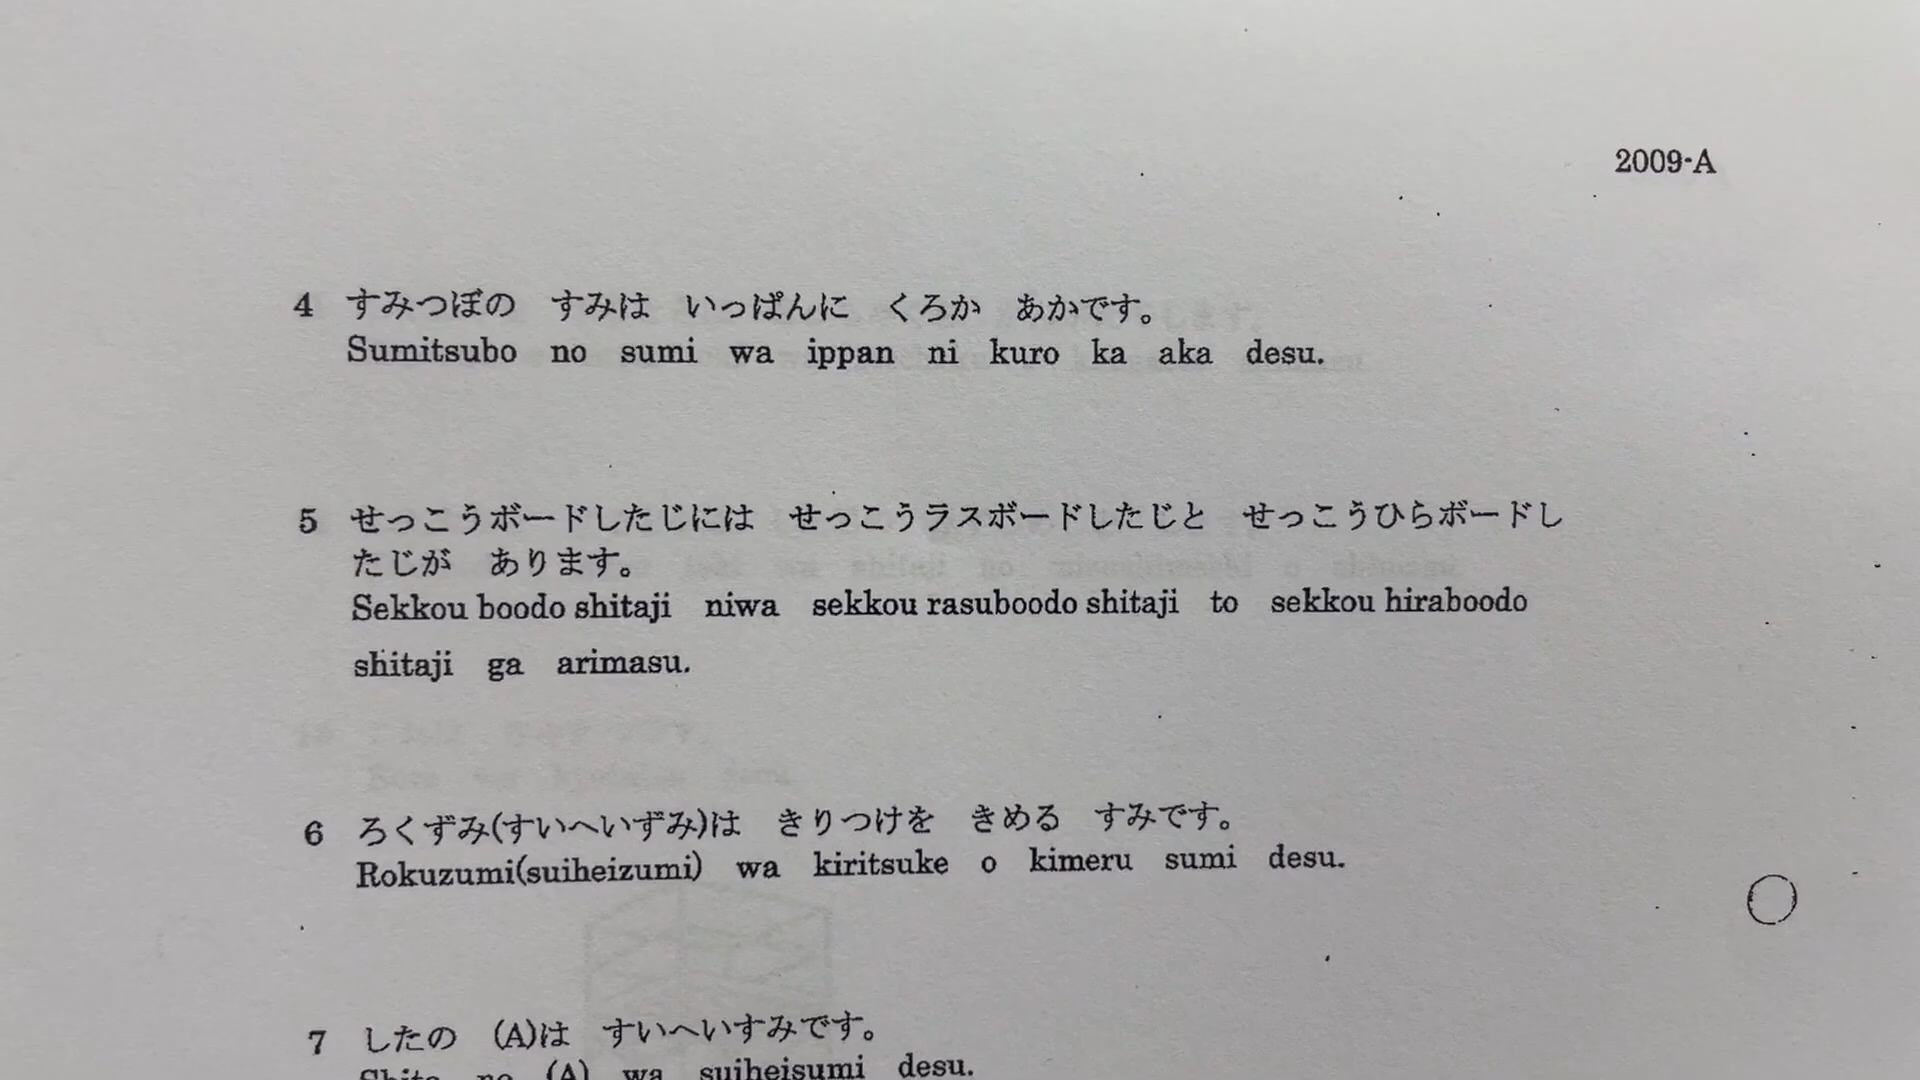 2009-A
4 すみつぼの すみは いっぱんに くろか あかです。
Sumitsubo no sumi wa ippan ni kuro ka aka desu.
5 せっこうボードしたじには せっこうラスボードしたじと せっこうひらボードし
たじが あります。
Sekkou boodo shitaji niwa sekkou rasuboodo shitaji to sekkou hiraboodo
shitaji ga arimasu.
6 ろくずみ(すいへいずみ)は きりつけを きめる すみです。
Rokuzumi(suiheizumi) wa kiritsuke o kimeru sumi desu.
7 したの (A)は すいへいすみです。
Shita no (A) wa suiheisumi desu.